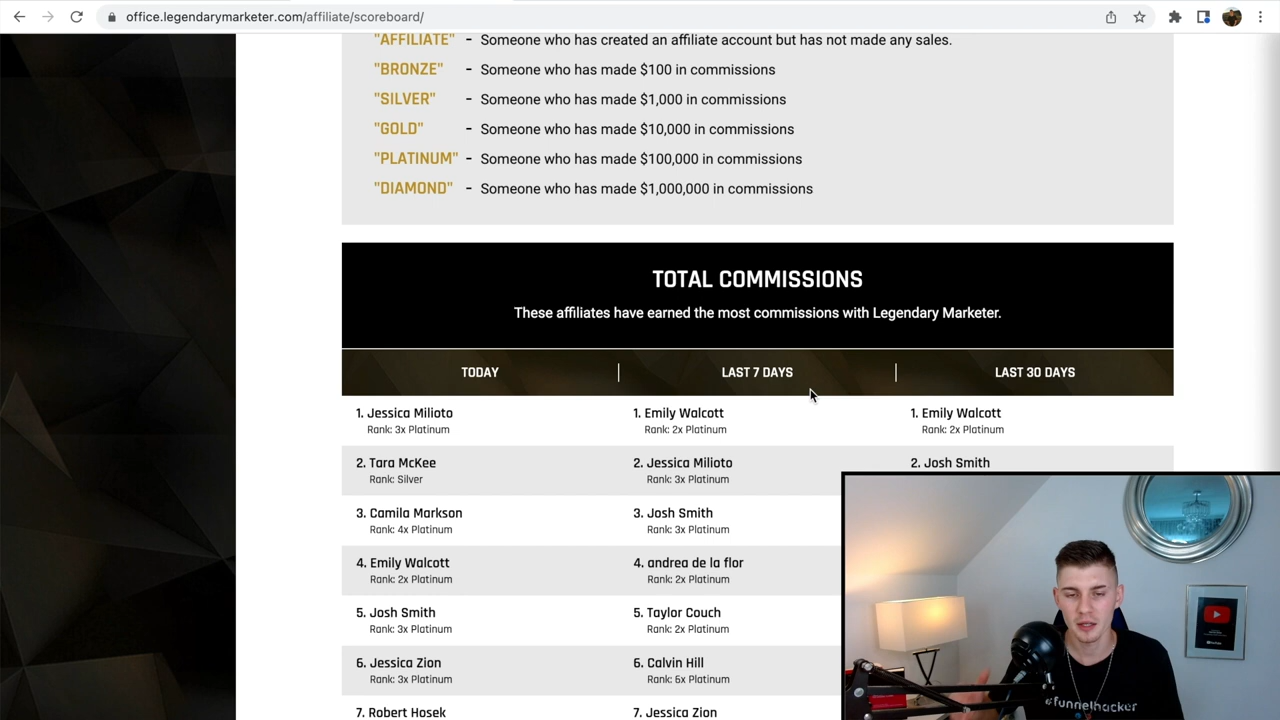 office.legendarymarketer.com/affiliate/scoreboard/
"AFFILIATE" - Someone who has created an affiliate account but has not made any sales.
"BRONZE" - Someone who has made $100 in commissions
"SILVER" - Someone who has made $1,000 in commissions
"GOLD" - Someone who has made $10,000 in commissions
"PLATINUM" - Someone who has made $100,000 in commissions
"DIAMOND" - Someone who has made $1,000,000 in commissions
TOTAL COMMISSIONS
These affiliates have earned the most commissions with Legendary Marketer.
TODAY | LAST 7 DAYS | LAST 30 DAYS
1. Jessica Milioto 1. Emily Walcott 1. Emily Walcott
Rank: 3x Platinum Rank: 2x Platinum Rank: 2x Platinum
2. Tara McKee 2. Jessica Milioto 2. Josh Smith
Rank: Silver Rank: 3x Platinum
3. Camila Markson 3. Josh Smith
Rank: 4x Platinum Rank: 3x Platinum
4. Emily Walcott 4. andrea de la flor
Rank: 2x Platinum Rank: 2x Platinum
5. Josh Smith 5. Taylor Couch
Rank: 3x Platinum Rank: 2x Platinum
6. Jessica Zion 6. Calvin Hill
Rank: 3x Platinum Rank: 6x Platinum
7. Robert Hosek 7. Jessica Zion
#funnelhacker